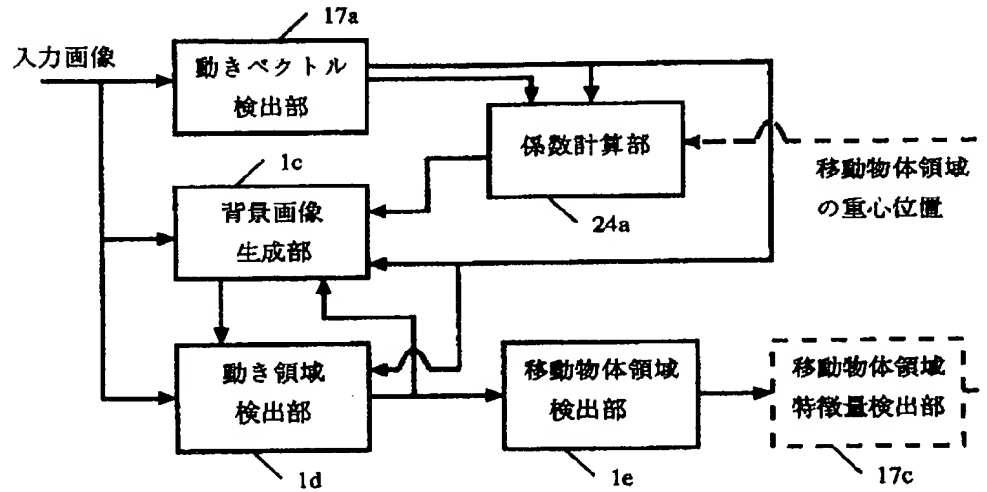 17a
入力画像
動きベクトル
検出部
係数計算部
移動物体領域
の重心位置
24a
1c
背景画像
生成部
動き領域
検出部
1d
移動物体領域
検出部
1e
移動物体領域
特徴量検出部
17c